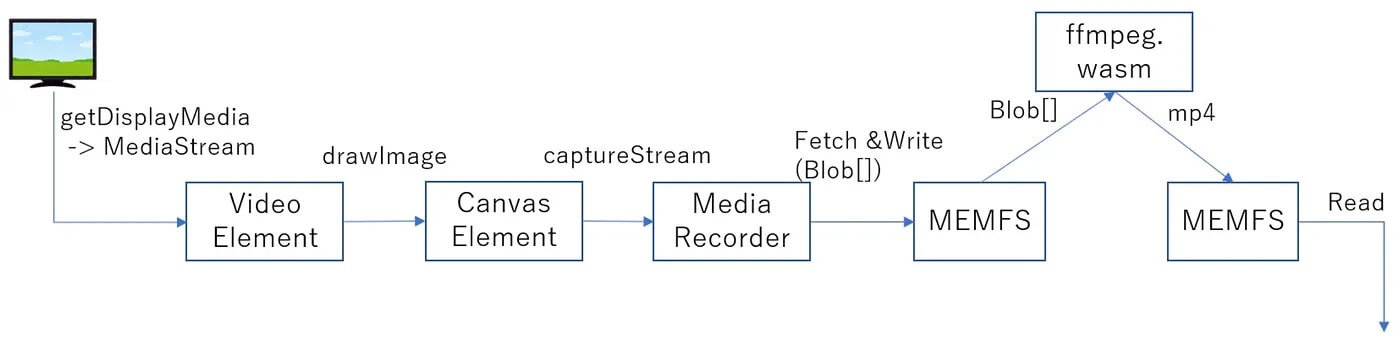 ffmpeg.
wasm
getDisplayMedia
-> MediaStream
drawImage
captureStream
Fetch &Write
(Blob[])
Blob[]
mp4
Video
Element
Canvas
Element
Media
Recorder
MEMFS
MEMFS
Read